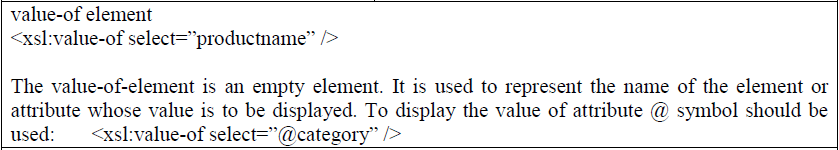 value-of element
<xsl:value-of select=”productname” />
The value-of-element is an empty element. It is used to represent the name of the element or
attribute whose value is to be displayed. To display the value of attribute @ symbol should be
used: <xsl:value-of select=”@category” />